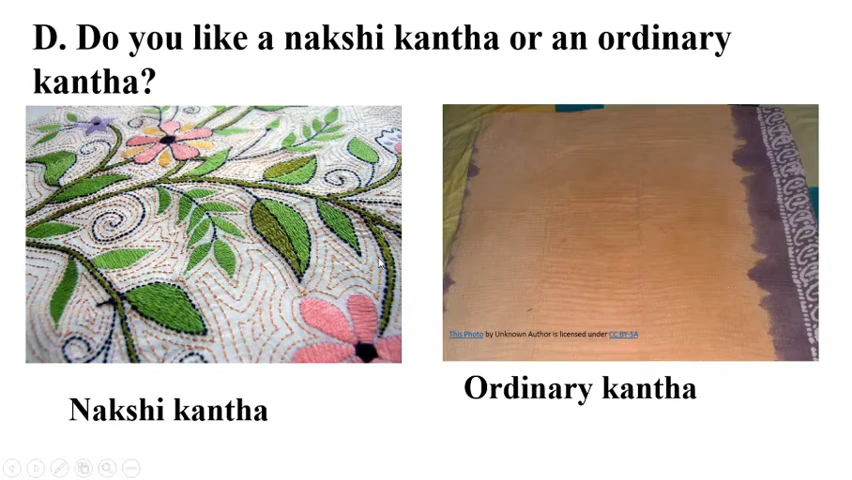 D. Do you like a nakshi kantha or an ordinary
kantha?
This Photo by Unknown Author is licensed under CC BY-SA
Nakshi kantha
Ordinary kantha